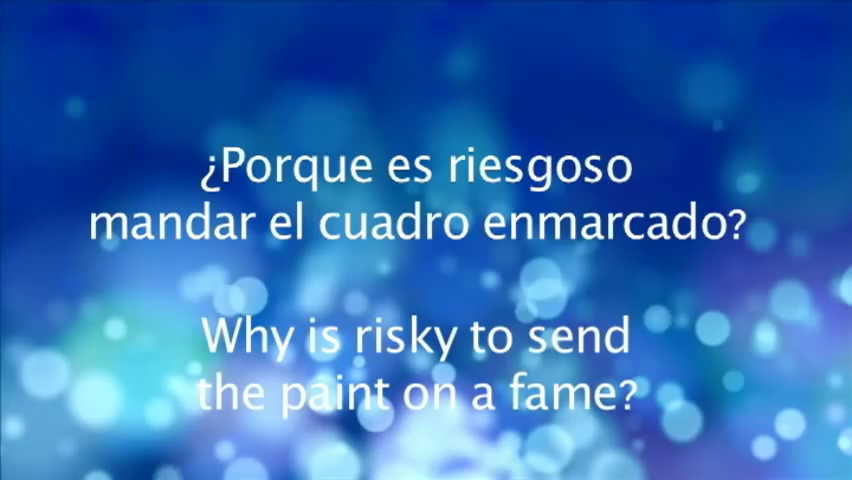 ¿Porque es riesgoso
mandar el cuadro enmarcado?
Why is risky to send
the paint on a fame?